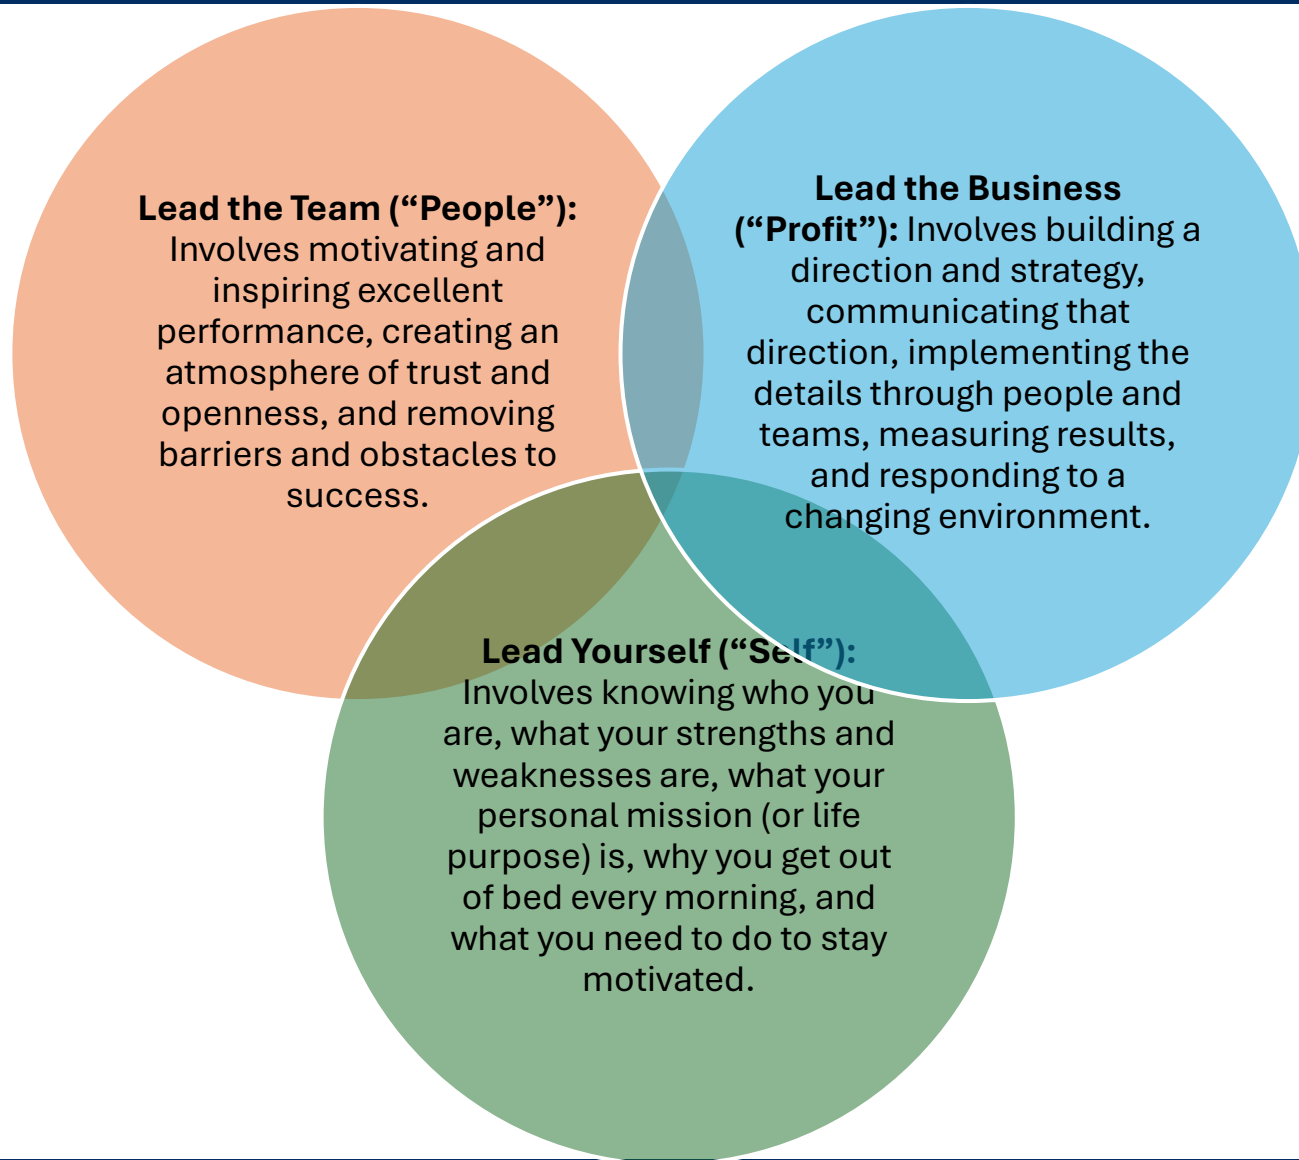 Lead the Team (“People”):
Involves motivating and
inspiring excellent
performance, creating an
atmosphere of trust and
openness, and removing
barriers and obstacles to
success.
Lead the Business
(“Profit”): Involves building a
direction and strategy,
communicating that
direction, implementing the
details through people and
teams, measuring results,
and responding to a
changing environment.
Lead Yourself (“Self”):
Involves knowing who you
are, what your strengths and
weaknesses are, what your
personal mission (or life
purpose) is, why you get out
of bed every morning, and
what you need to do to stay
motivated.